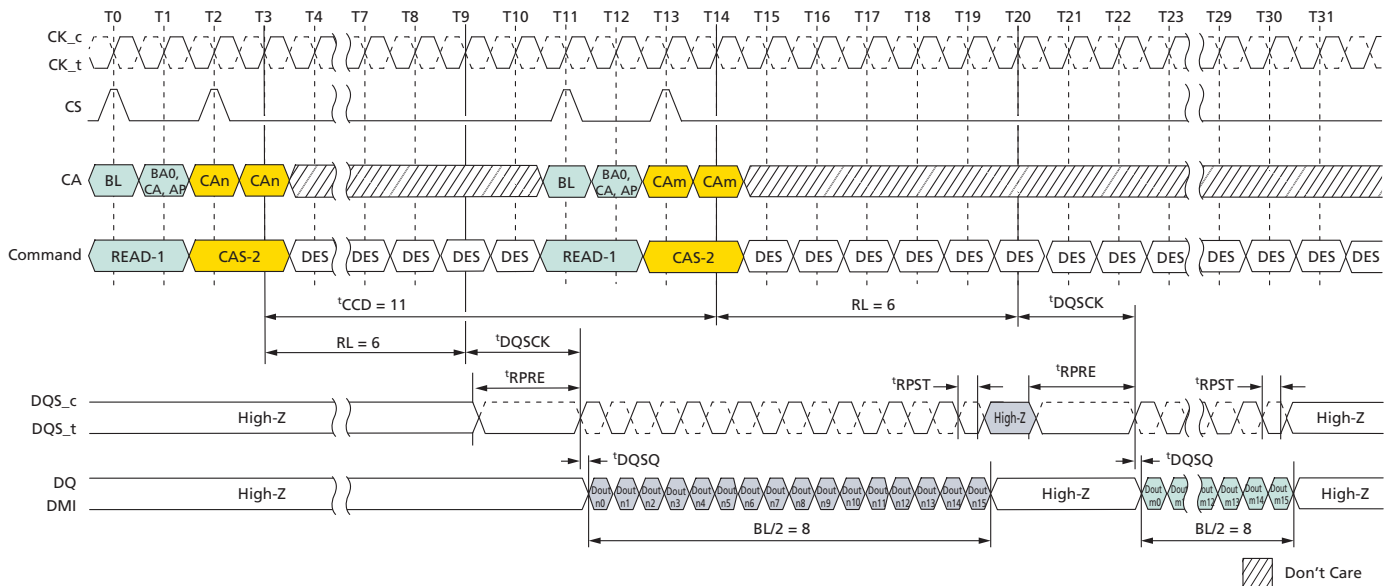 T0 T1 T2 T3 T4 T7 T8 T9 T10 T11 T12 T13 T14 T15 T16 T17 T18 T19 T20 T21 T22 T23 T29 T30 T31
CK_c
CK_t
CS
CA BL BA0, CA, AP CAn CAn BL BA0, CA, AP CAm CAm
Command READ-1 CAS-2 DES DES DES DES DES READ-1 CAS-2 DES DES DES DES DES DES DES DES DES DES DES DES DES
tCCD = 11 RL = 6 tDQSCK
RL = 6 tDQSCK
tRPRE tRPST tRPRE tRPST
DQS_c
DQS_t
High-Z High-Z High-Z
tDQSQ tDQSQ
DQ
DMI
High-Z Dout n0 Dout n1 Dout n2 Dout n3 Dout n4 Dout n5 Dout n6 Dout n7 Dout n8 Dout n9 Dout n10 Dout n11 Dout n12 Dout n13 Dout n14 Dout n15 High-Z Dout m0 Dout m12 Dout m13 Dout m14 Dout m15 High-Z
BL/2 = 8 BL/2 = 8
Don't Care